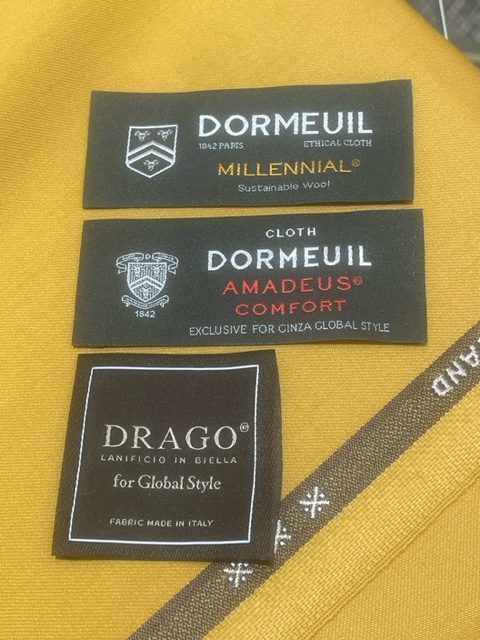 DORMEUIL
1842 PARIS ETHICAL CLOTH
MILLENNIAL®
Sustainable Wool
CLOTH
DORMEUIL
AMADEUS®
COMFORT
1842
EXCLUSIVE FOR GINZA GLOBAL STYLE
DRAGO®
LANIFICIO IN BIELLA
for Global Style
FABRIC MADE IN ITALY